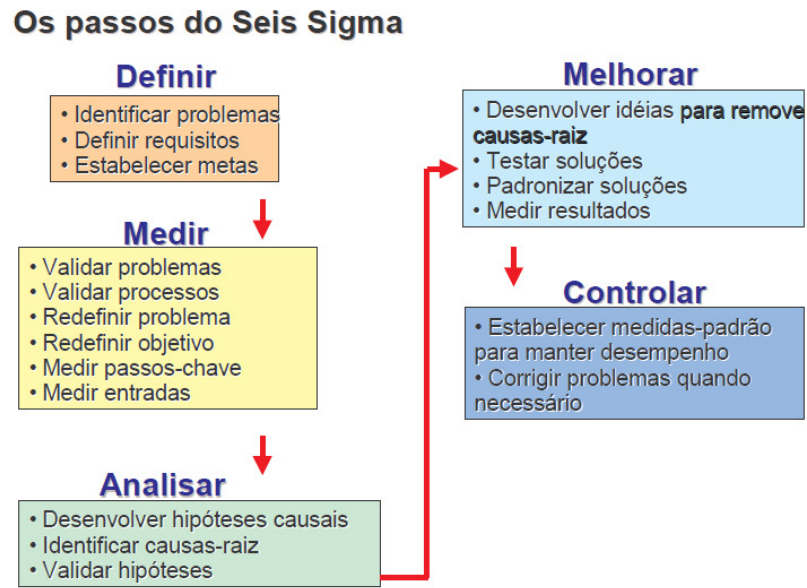 Os passos do Seis Sigma
Definir
• Identificar problemas
• Definir requisitos
• Estabelecer metas
Medir
• Validar problemas
• Validar processos
• Redefinir problema
• Redefinir objetivo
• Medir passos-chave
• Medir entradas
Analisar
• Desenvolver hipóteses causais
• Identificar causas-raiz
• Validar hipóteses
Melhorar
• Desenvolver idéias para remove
causas-raiz
• Testar soluções
• Padronizar soluções
• Medir resultados
Controlar
• Estabelecer medidas-padrão
para manter desempenho
• Corrigir problemas quando
necessário